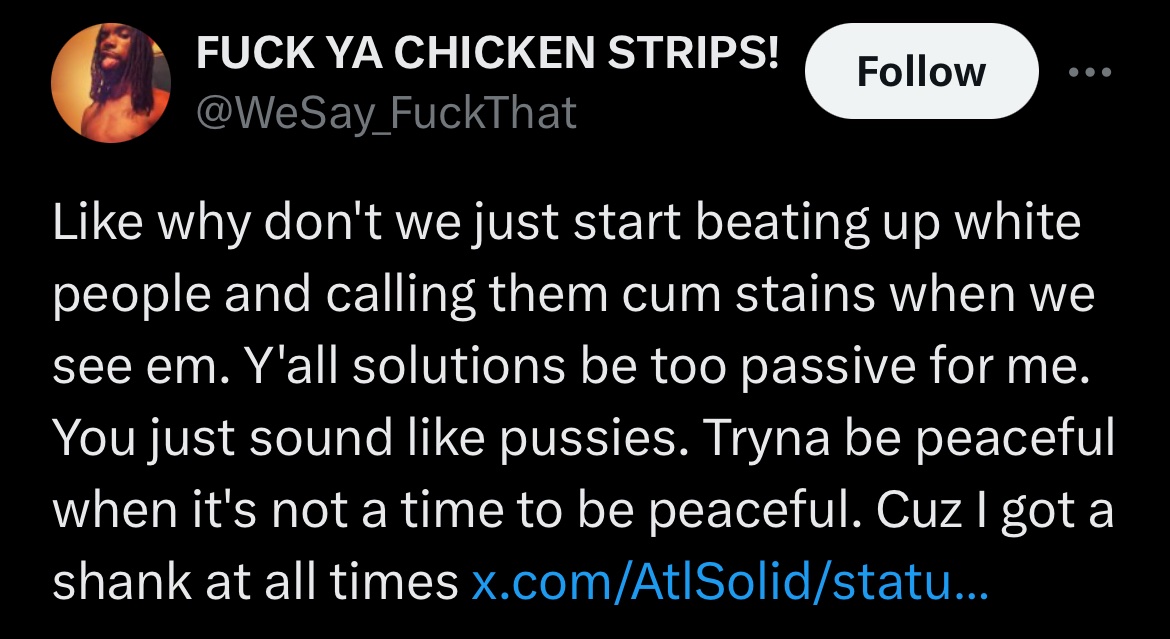 FUCK YA CHICKEN STRIPS!
@WeSay_FuckThat
Follow
Like why don't we just start beating up white
people and calling them cum stains when we
see em. Y'all solutions be too passive for me.
You just sound like pussies. Tryna be peaceful
when it's not a time to be peaceful. Cuz I got a
shank at all times x.com/AtlSolid/statu...